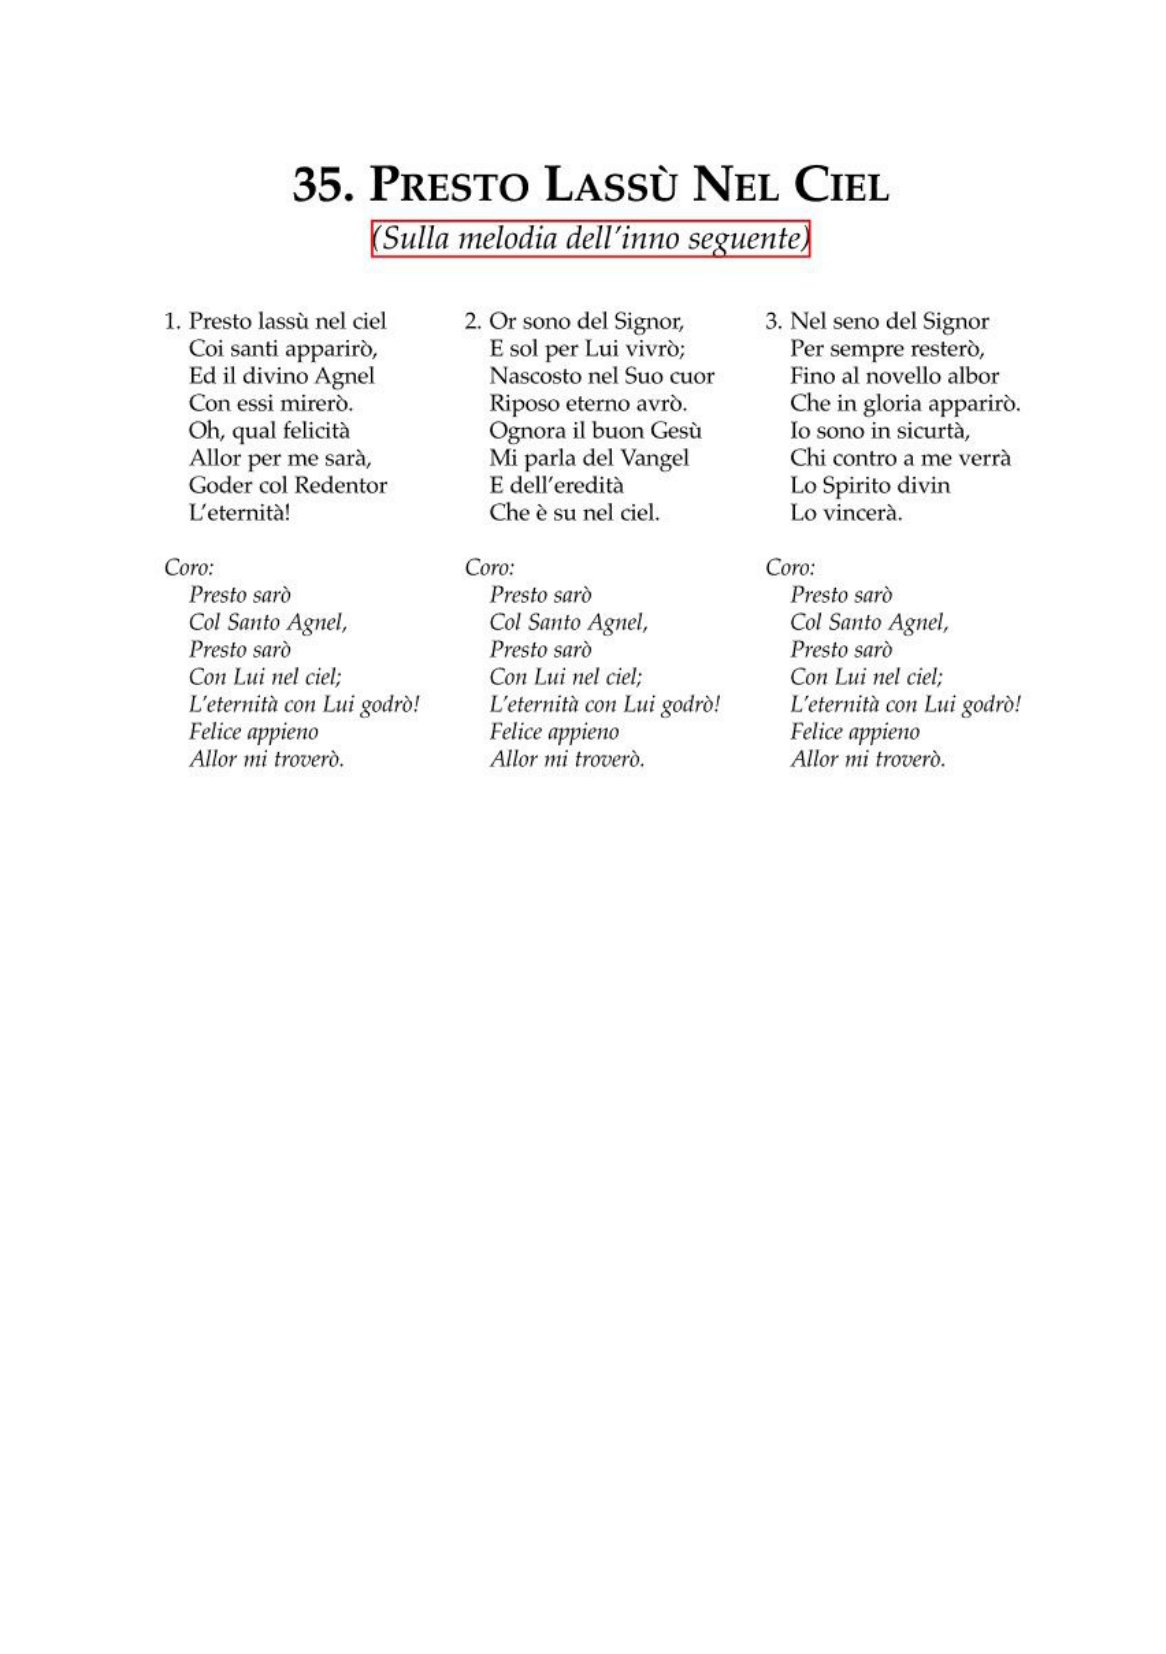 35. Presto Lassù Nel Ciel
(Sulla melodia dell'inno seguente)
1. Presto lassù nel ciel
Coi santi apparirò,
Ed il divino Agnel
Con essi mirerò.
Oh, qual felicità
Allor per me sarà,
Goder col Redentor
L'eternità!
Coro:
Presto sarò
Col Santo Agnel,
Presto sarò
Con Lui nel ciel;
L'eternità con Lui godrò!
Felice appieno
Allor mi troverò.
2. Or sono del Signor,
E sol per Lui vivrò;
Nascosto nel Suo cuor
Riposo eterno avrò.
Ognora il buon Gesù
Mi parla del Vangel
E dell'eredità
Che è su nel ciel.
Coro:
Presto sarò
Col Santo Agnel,
Presto sarò
Con Lui nel ciel;
L'eternità con Lui godrò!
Felice appieno
Allor mi troverò.
3. Nel seno del Signor
Per sempre resterò,
Fino al novello albor
Che in gloria apparirò.
Io sono in sicurtà,
Chi contro a me verrà
Lo Spirito divin
Lo vincerà.
Coro:
Presto sarò
Col Santo Agnel,
Presto sarò
Con Lui nel ciel;
L'eternità con Lui godrò!
Felice appieno
Allor mi troverò.